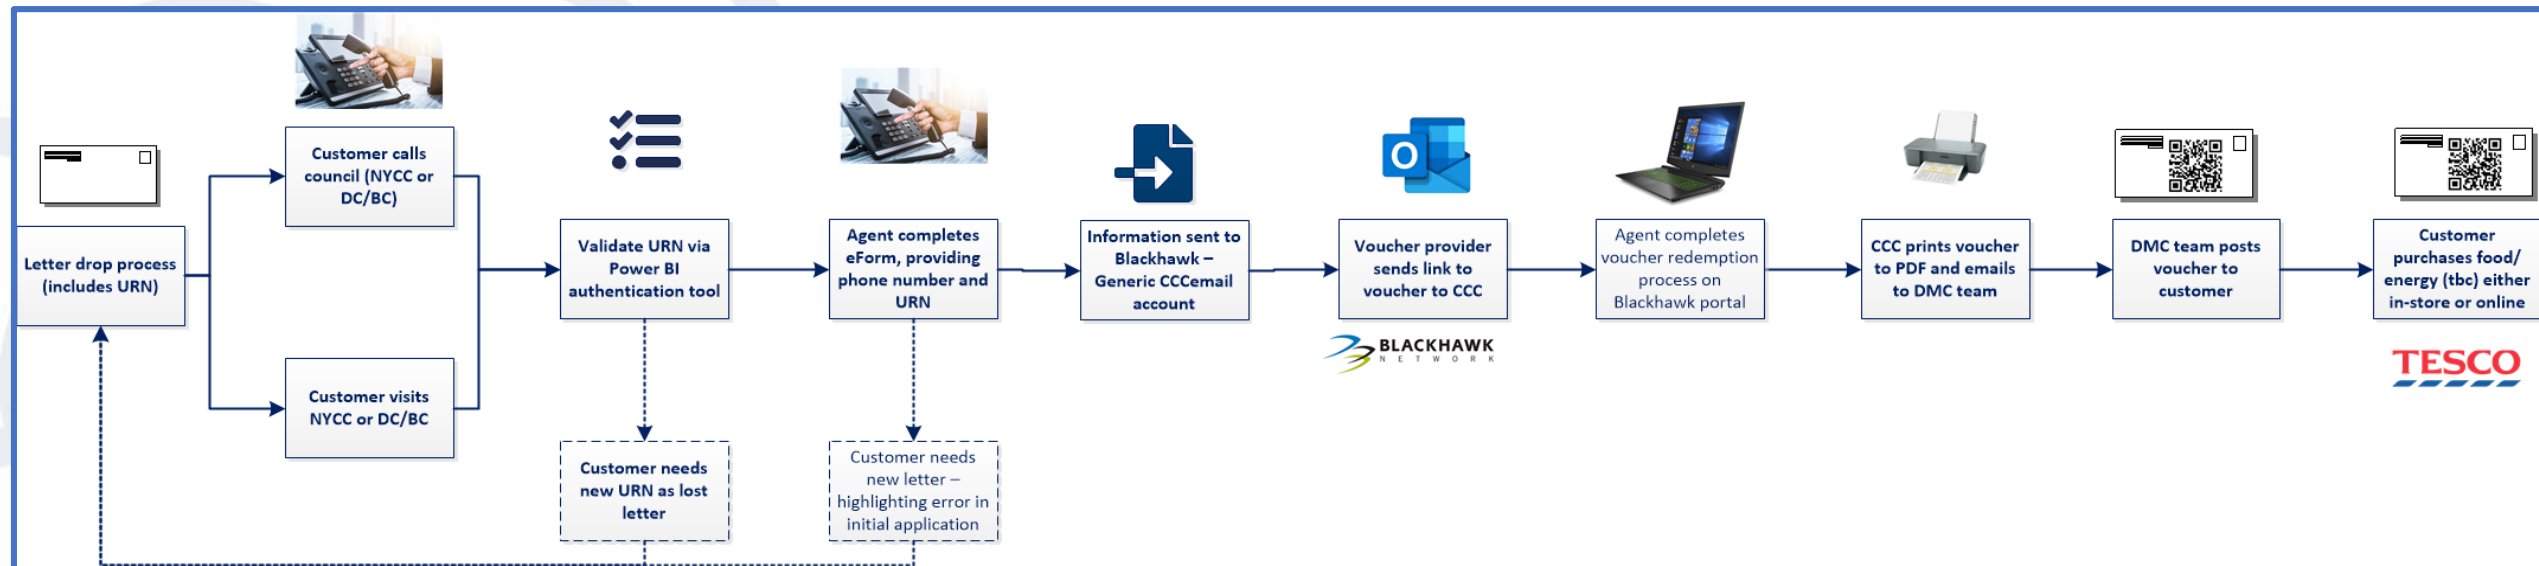 Letter drop process
(includes URN)
Customer calls
council (NYCC or
DC/BC)
Customer visits
NYCC or DC/BC
Validate URN via
Power BI
authentication tool
Customer needs
new URN as lost
letter
Agent completes
eForm, providing
phone number and
URN
Customer needs
new letter –
highlighting error in
initial application
Information sent to
Blackhawk –
Generic CCCemail
account
O
Voucher provider
sends link to
voucher to CCC
BLACKHAWK
NETWORK
Agent completes
voucher redemption
process on
Blackhawk portal
CCC prints voucher
to PDF and emails
to DMC team
DMC team posts
voucher to
customer
Customer
purchases food/
energy (tbc) either
in-store or online
TESCO